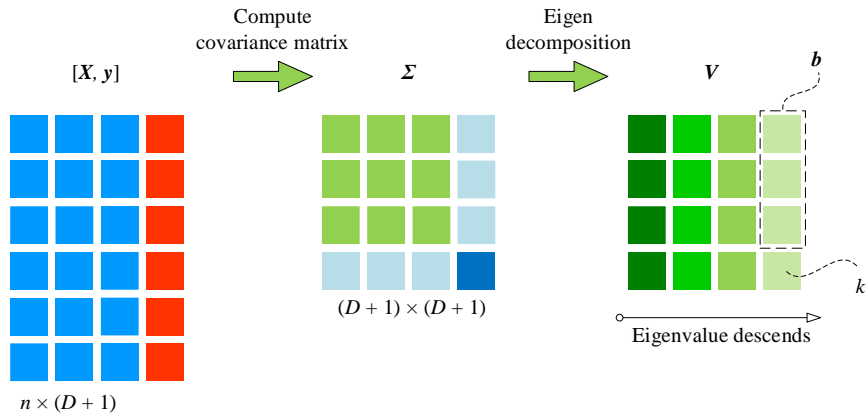 Compute
covariance matrix
Eigen
decomposition
[X, y]
Σ
V
b
k
(D + 1) × (D + 1)
Eigenvalue descends
n × (D + 1)